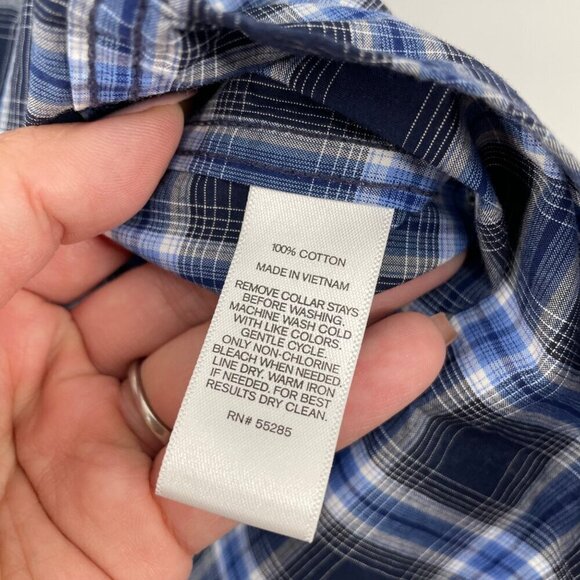 100% COTTON
MADE IN VIETNAM
REMOVE COLLAR STAYS
BEFORE WASHING.
MACHINE WASH COLD
WITH LIKE COLORS
GENTLE CYCLE.
ONLY NON-CHLORINE
BLEACH WHEN NEEDED.
LINE DRY. WARM IRON
IF NEEDED, FOR BEST
RESULTS DRY CLEAN.
RN# 55285